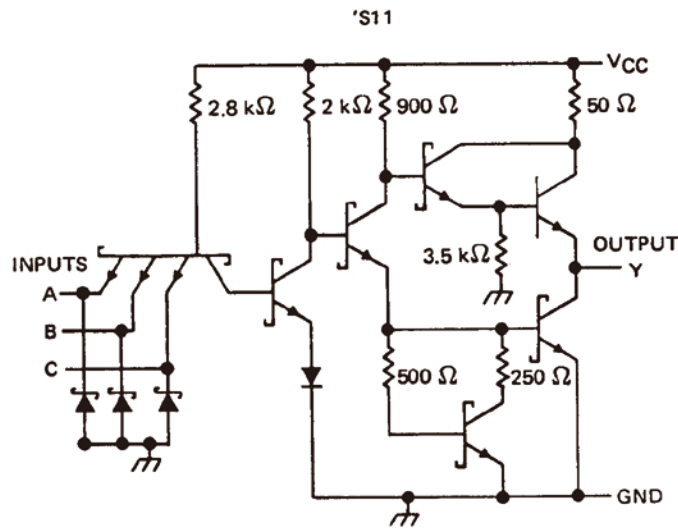 'S11
VCC
2.8 kΩ
2 kΩ
900 Ω
50 Ω
INPUTS
A
B
C
3.5 kΩ
OUTPUT
Y
500 Ω
250 Ω
GND